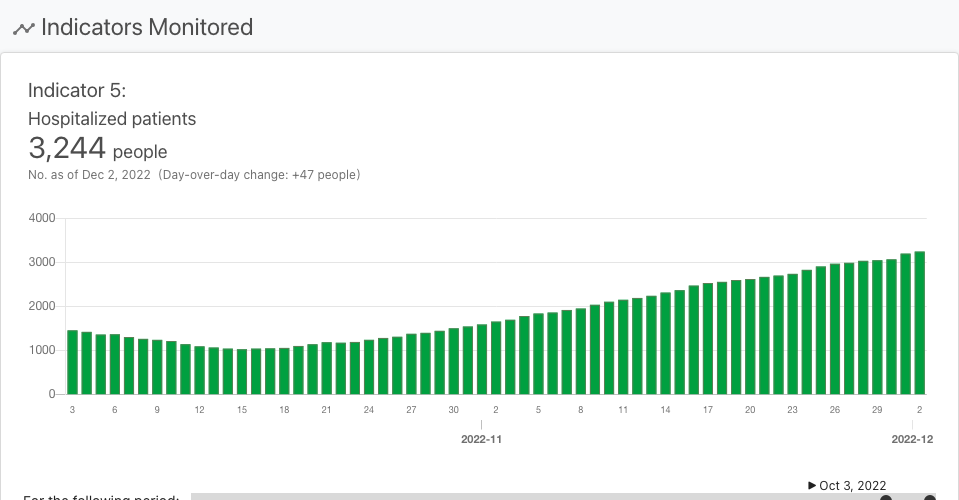 Indicators Monitored
Indicator 5:
Hospitalized patients
3,244 people
No. as of Dec 2, 2022 (Day-over-day change: +47 people)
4000
3000
2000
1000
0
3 6 9 12 15 18 21 24 27 30 2 5 8 11 14 17 20 23 26 29 2
2022-11 2022-12
▶Oct 3, 2022
For the following period: